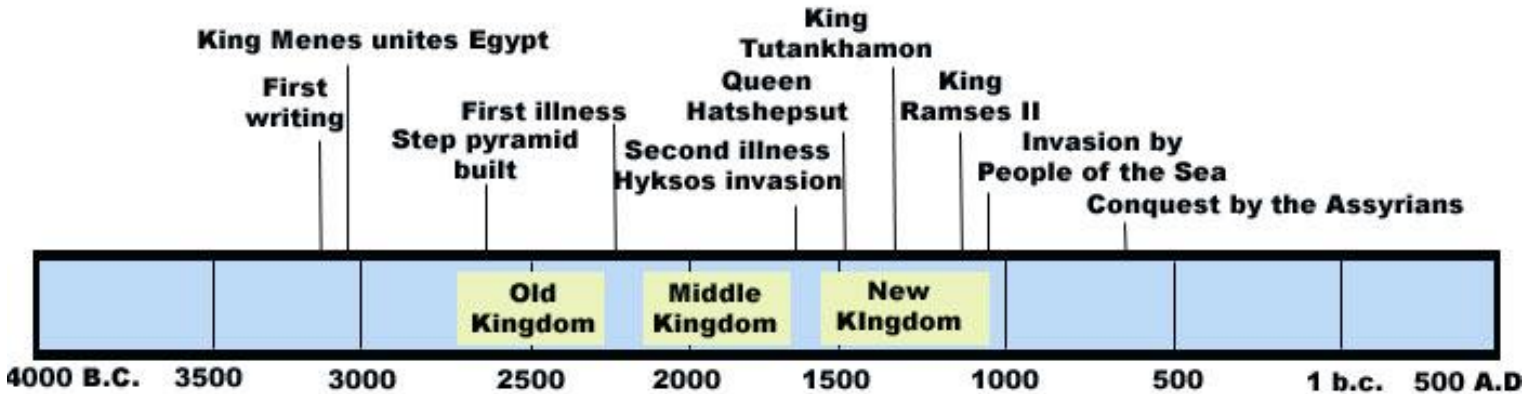 King Menes unites Egypt
First
writing
Step pyramid
built
First illness
Second illness
Hyksos invasion
Queen
Hatshepsut
King
Tutankhamon
King
Ramses II
Invasion by
People of the Sea
Conquest by the Assyrians
Old
Kingdom
Middle
Kingdom
New
KIngdom
4000 B.C. 3500 3000 2500 2000 1500 1000 500 1 b.c. 500 A.D